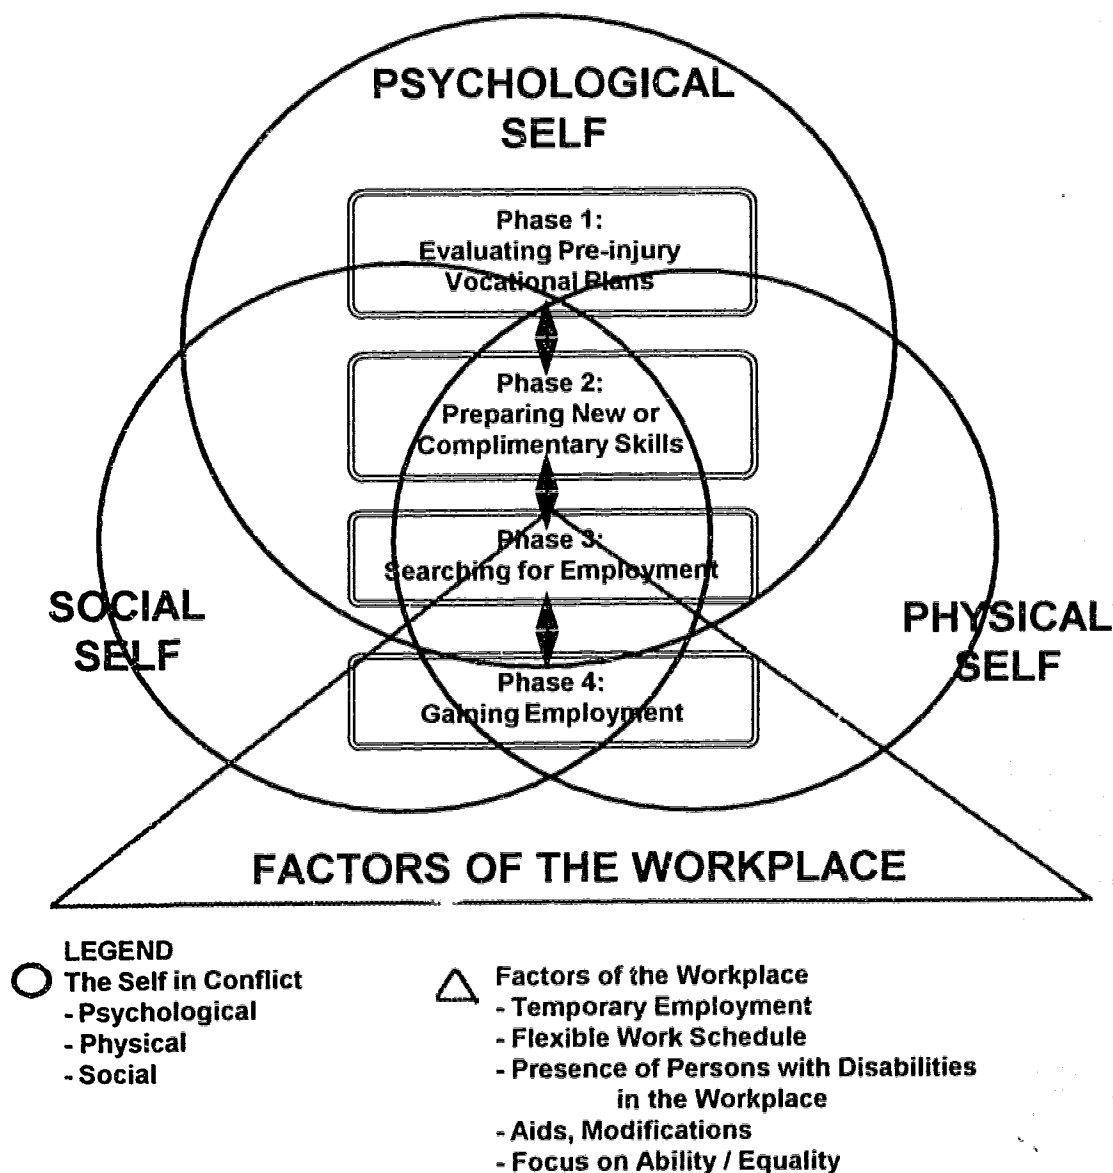 PSYCHOLOGICAL
SELF
Phase 1:
Evaluating Pre-injury
Vocational Plans
Phase 2:
Preparing New or
Complimentary Skills
Phase 3:
Searching for Employment
SOCIAL
SELF
PHYSICAL
SELF
Phase 4:
Gaining Employment
FACTORS OF THE WORKPLACE
LEGEND
The Self in Conflict
- Psychological
- Physical
- Social
Factors of the Workplace
- Temporary Employment
- Flexible Work Schedule
- Presence of Persons with Disabilities
in the Workplace
- Aids, Modifications
- Focus on Ability / Equality